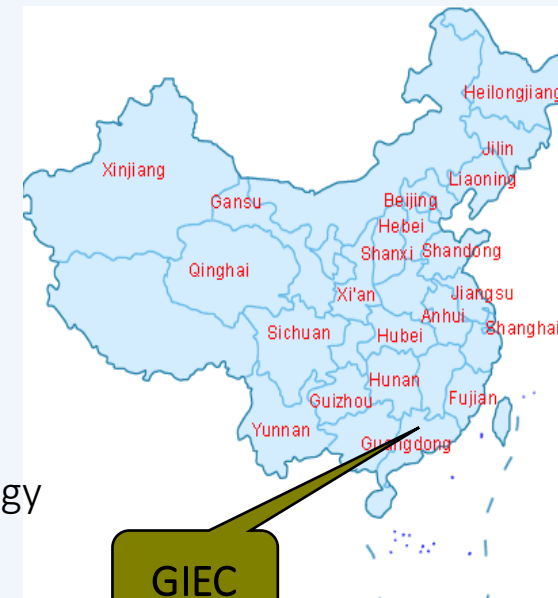 Heilongjiang
Jilin
Xinjiang
Liaoning
Gansu
Beijing
Hebei
Shanxi
Shandong
Qinghai
Xi'an
Jiangsu
Anhui
Shanghai
Sichuan
Hubei
Hunan
Guizhou
Fujian
Yunnan
Guangdong
gy
GIEC